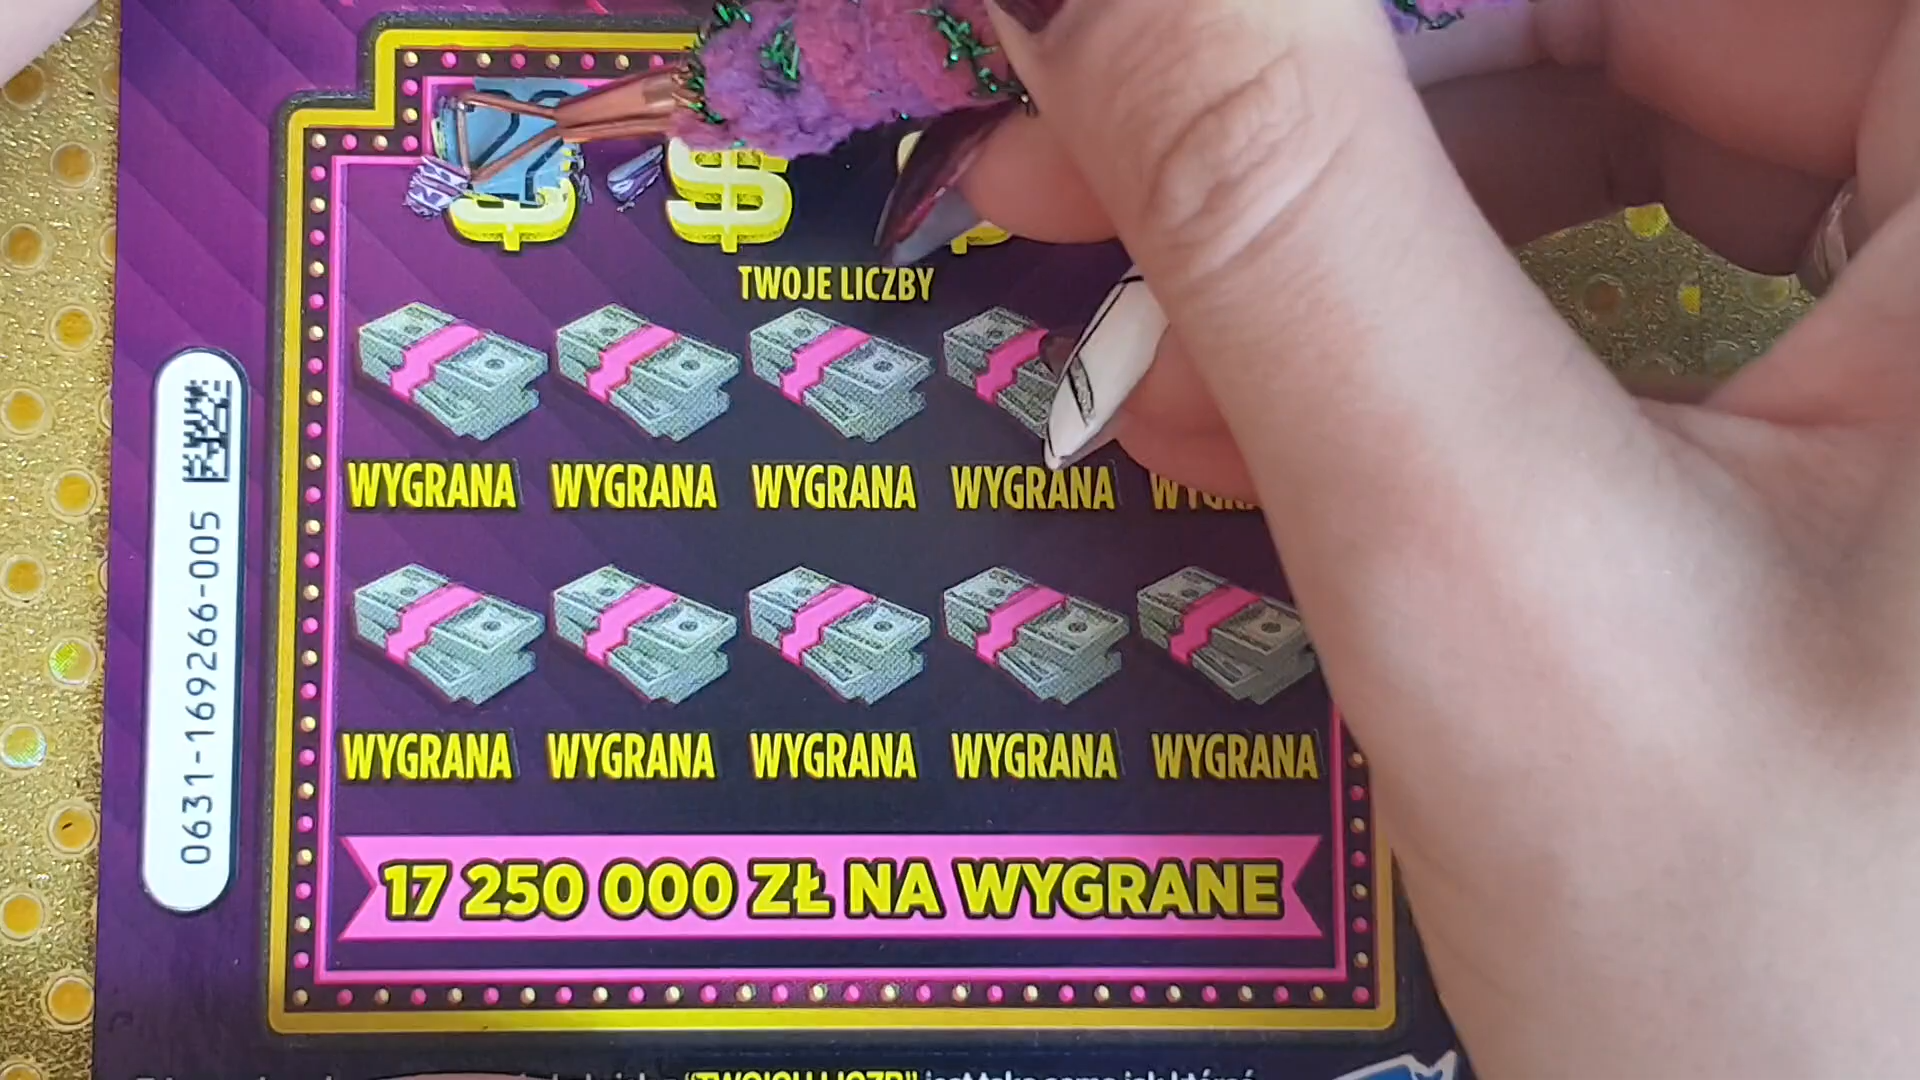 22
TWOJE LICZBY
WYGRANA WYGRANA WYGRANA WYGRANA
WYGRANA WYGRANA WYGRANA WYGRANA WYGRANA
17 250 000 ZŁ NA WYGRANE
0631-169266-005